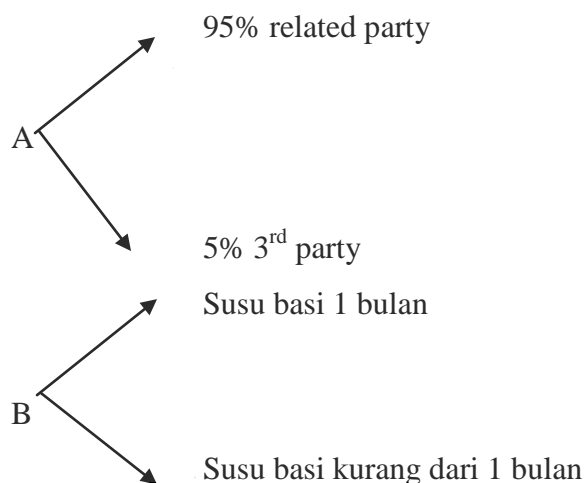 95% related party
A
5% 3rd party
Susu basi 1 bulan
B
Susu basi kurang dari 1 bulan